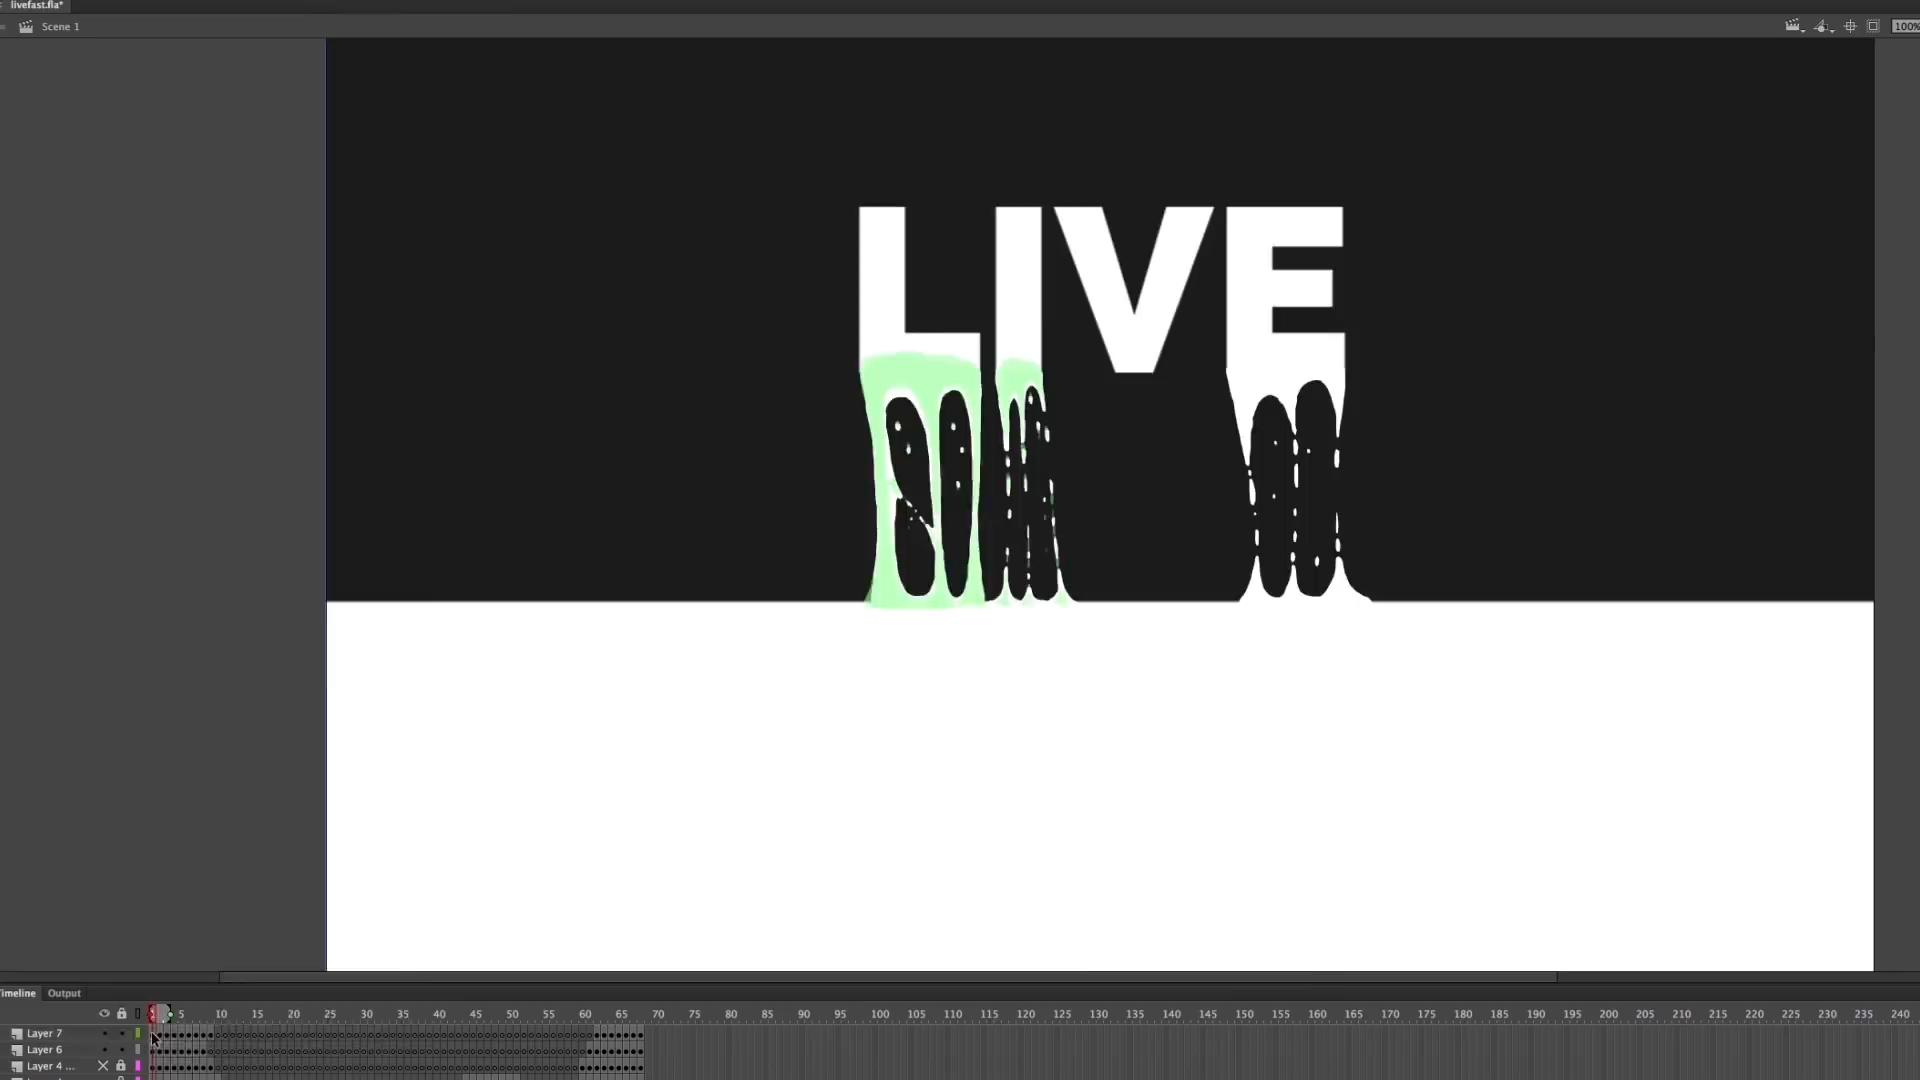 livefast.fla*
Scene 1
100%
LIVE
Timeline Output
5 10 15 20 25 30 35 40 45 50 55 60 65 70 75 80 85 90 95 100 105 110 115 120 125 130 135 140 145 150 155 160 165 170 175 180 185 190 195 200 205 210 215 220 225 230 235 240
Layer 7
Layer 6
Layer 4 ...